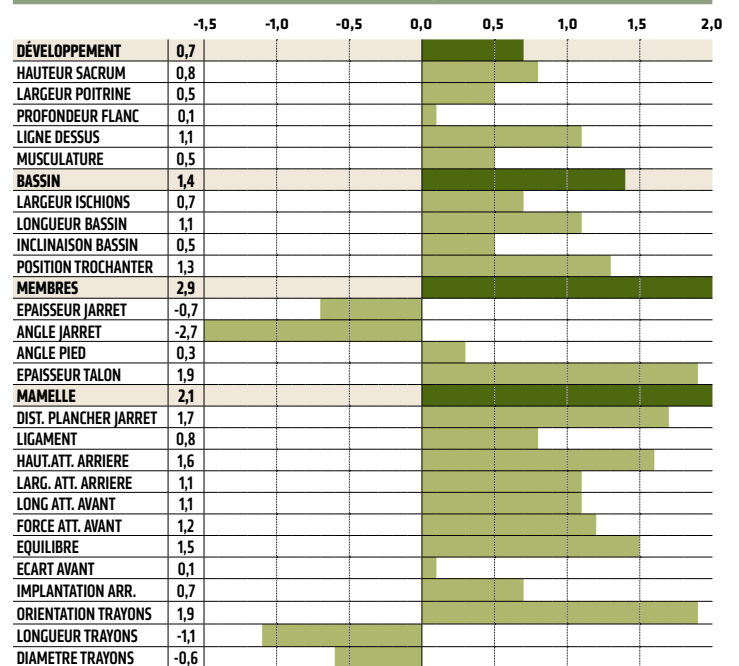 -1,5 -1,0 -0,5 0,0 0,5 1,0 1,5 2,0
DÉVELOPPEMENT 0,7
HAUTEUR SACRUM 0,8
LARGEUR POITRINE 0,5
PROFONDEUR FLANC 0,1
LIGNE DESSUS 1,1
MUSCULATURE 0,5
BASSIN 1,4
LARGEUR ISCHIONS 0,7
LONGUEUR BASSIN 1,1
INCLINAISON BASSIN 0,5
POSITION TROCHANTER 1,3
MEMBRES 2,9
EPAISSEUR JARRET -0,7
ANGLE JARRET -2,7
ANGLE PIED 0,3
EPAISSEUR TALON 1,9
MAMELLE 2,1
DIST. PLANCHER JARRET 1,7
LIGAMENT 0,8
HAUT.ATT. ARRIERE 1,6
LARG. ATT. ARRIERE 1,1
LONG ATT. AVANT 1,1
FORCE ATT. AVANT 1,2
EQUILIBRE 1,5
ECART AVANT 0,1
IMPLANTATION ARR. 0,7
ORIENTATION TRAYONS 1,9
LONGUEUR TRAYONS -1,1
DIAMETRE TRAYONS -0,6